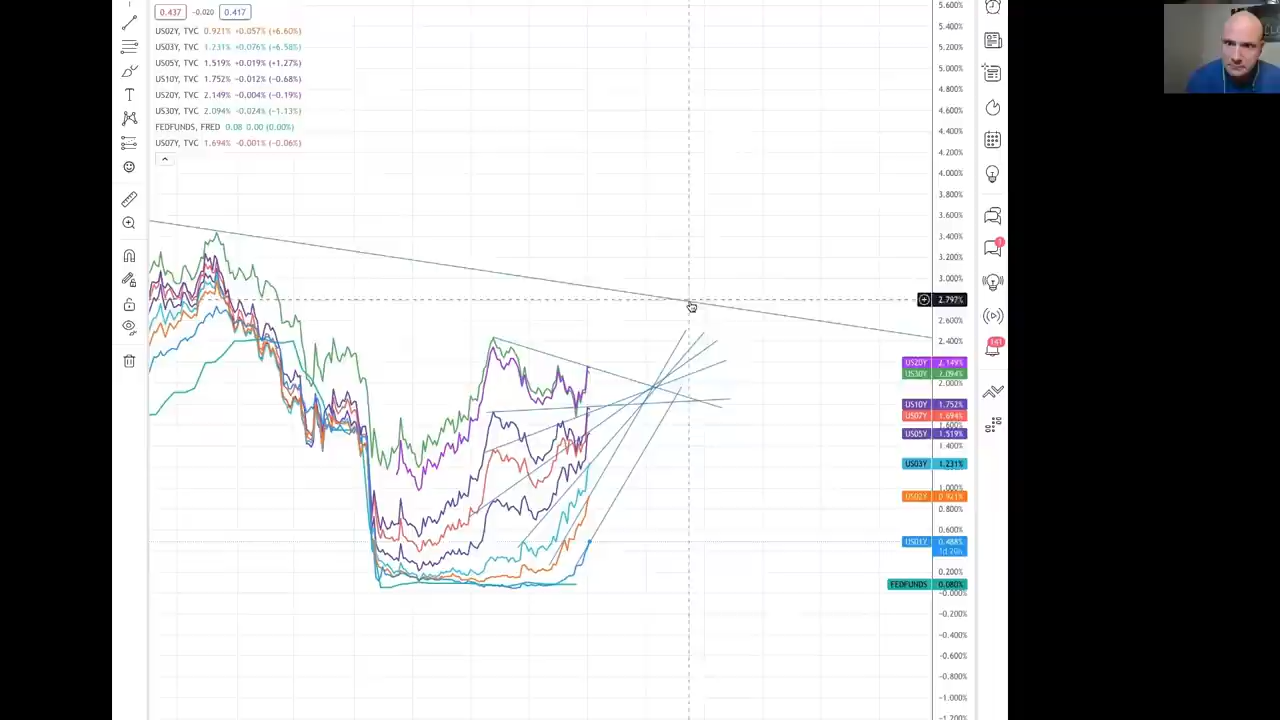 0.437 -0.020 0.417
US02Y, TVC 0.921% +0.057% (+6.60%)
US03Y, TVC 1.231% +0.076% (+6.58%)
US05Y, TVC 1.519% +0.019% (+1.27%)
US10Y, TVC 1.752% -0.012% (-0.68%)
US20Y, TVC 2.149% -0.004% (-0.19%)
US30Y, TVC 2.094% -0.024% (-1.13%)
FEDFUNDS, FRED 0.08 0.00 (0.00%)
US07Y, TVC 1.694% -0.001% (-0.06%)
5.600%
5.400%
5.200%
5.000%
4.800%
4.600%
4.400%
4.200%
4.000%
3.800%
3.600%
3.400%
3.200%
3.000%
2.797%
2.600%
2.400%
US20Y 2.149%
US30Y 2.094%
2.000%
US10Y 1.752%
US07Y 1.694%
1.600%
US05Y 1.519%
1.400%
US03Y 1.231%
1.000%
US02Y 0.921%
0.800%
0.600%
US01Y 0.488%
0.200%
FEDFUNDS 0.080%
-0.000%
-0.200%
-0.400%
-0.600%
-0.800%
-1.000%
-1.200%
1
141